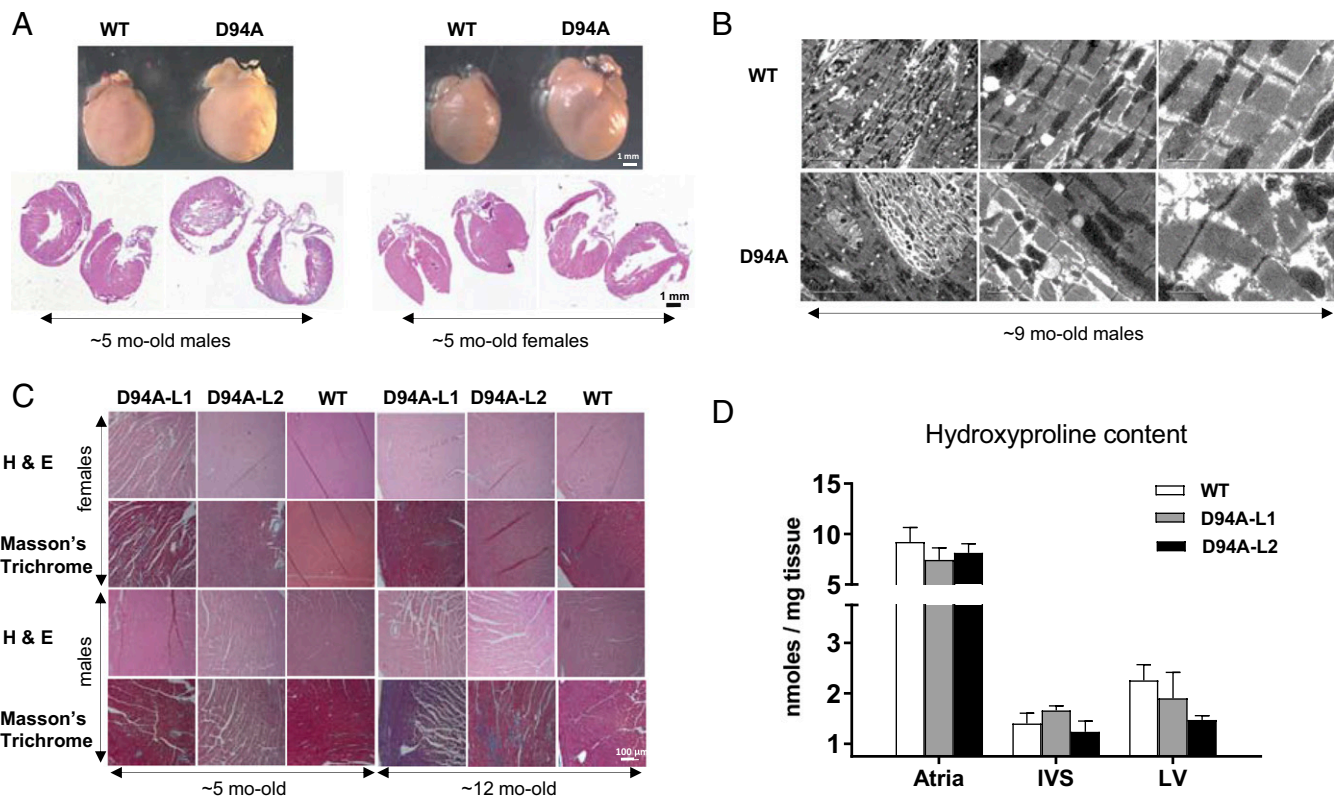 A
WT
D94A
WT
D94A
1 mm
1 mm
~5 mo-old males
~5 mo-old females
B
WT
D94A
~9 mo-old males
C
D94A-L1
D94A-L2
WT
D94A-L1
D94A-L2
WT
H & E
females
Masson's
Trichrome
H & E
males
Masson's
Trichrome
100 μm
~5 mo-old
~12 mo-old
D
Hydroxyproline content
nmoles / mg tissue
15
10
5
3
2
1
WT
D94A-L1
D94A-L2
Atria
IVS
LV